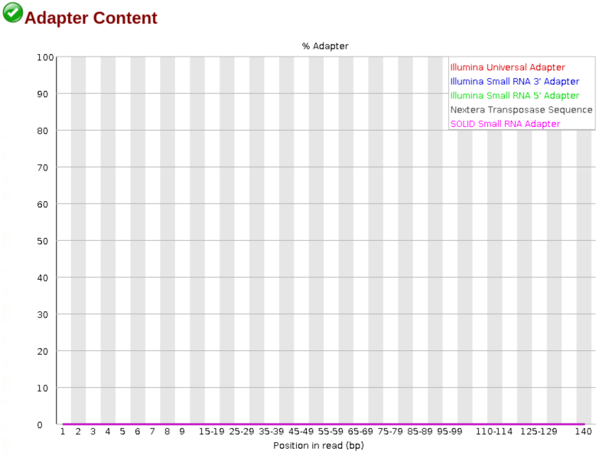 Adapter Content
% Adapter
100
90
80
70
60
50
40
30
20
10
0
Illumina Universal Adapter
Illumina Small RNA 3' Adapter
Illumina Small RNA 5' Adapter
Nextera Transposase Sequence
SOLID Small RNA Adapter
1 2 3 4 5 6 7 8 9 15-19 25-29 35-39 45-49 55-59 65-69 75-79 85-89 95-99 110-114 125-129 140
Position in read (bp)